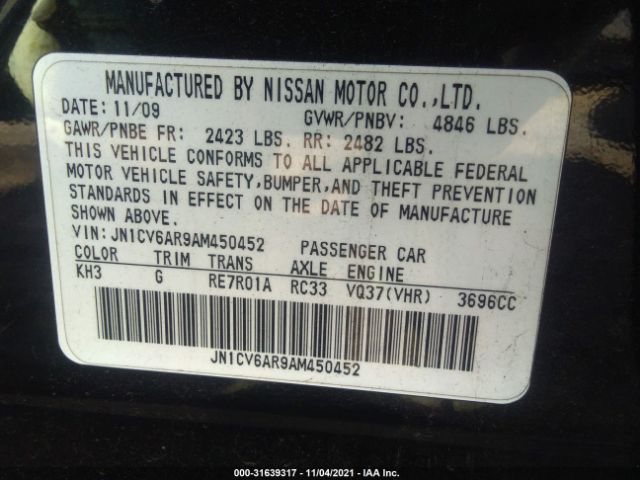 MANUFACTURED BY NISSAN MOTOR CO.,LTD.
DATE: 11/09 GVWR/PNBV: 4846 LBS.
GAWR/PNBE FR: 2423 LBS. RR: 2482 LBS.
THIS VEHICLE CONFORMS TO ALL APPLICABLE FEDERAL
MOTOR VEHICLE SAFETY,BUMPER,AND THEFT PREVENTION
STANDARDS IN EFFECT ON THE DATE OF MANUFACTURE
SHOWN ABOVE.
VIN:JN1CV6AR9AM450452 PASSENGER CAR
COLOR TRIM TRANS AXLE ENGINE
KH3 G RE7R01A RC33 VQ37(VHR) 3696CC
JN1CV6AR9AM450452
000-31639317 - 11/04/2021 - IAA Inc.